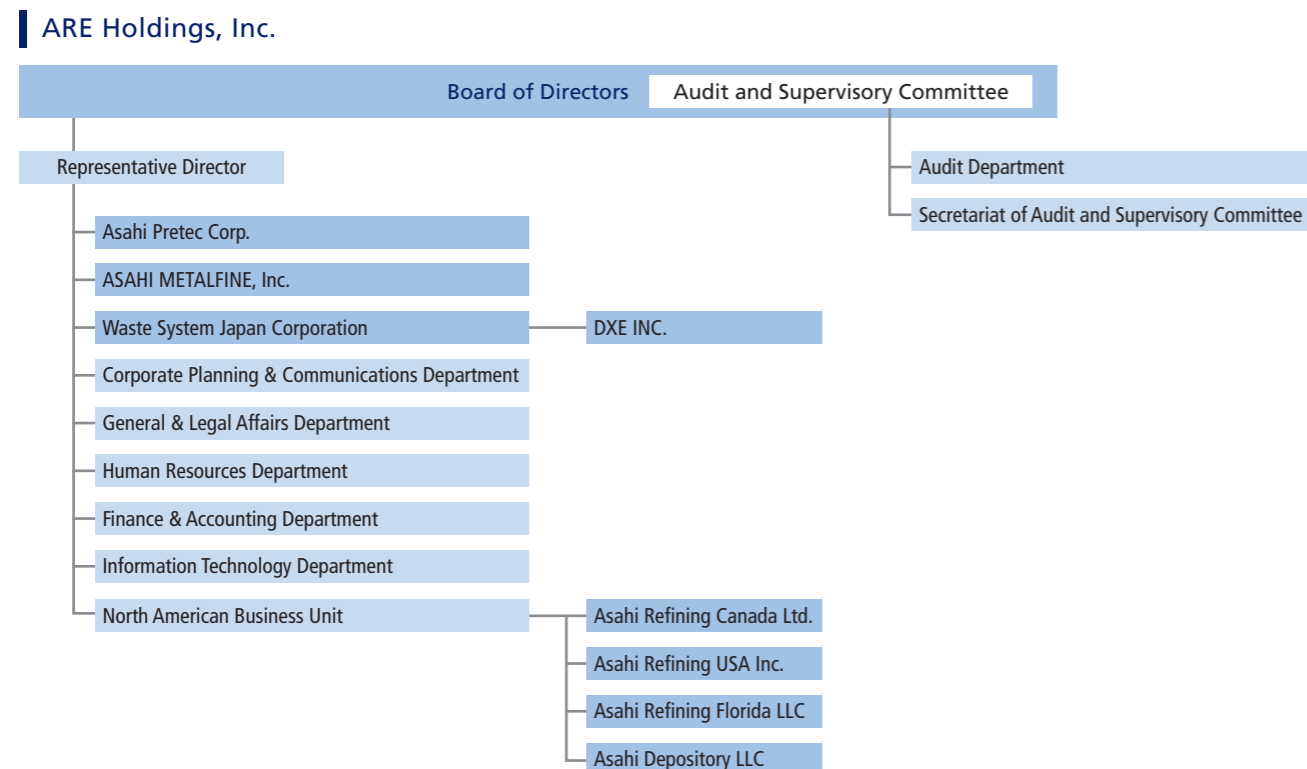 ARE Holdings, Inc.
Board of Directors
Audit and Supervisory Committee
Representative Director
Audit Department
Secretariat of Audit and Supervisory Committee
Asahi Pretec Corp.
ASAHI METALFINE, Inc.
Waste System Japan Corporation
DXE INC.
Corporate Planning & Communications Department
General & Legal Affairs Department
Human Resources Department
Finance & Accounting Department
Information Technology Department
North American Business Unit
Asahi Refining Canada Ltd.
Asahi Refining USA Inc.
Asahi Refining Florida LLC
Asahi Depository LLC